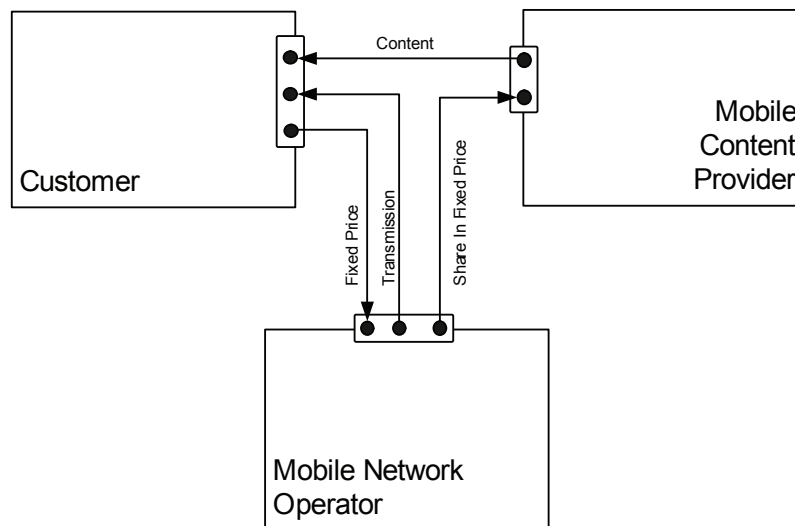 Content
Mobile
Content
Provider
Customer
Fixed Price
Transmission
Share In Fixed Price
Mobile Network
Operator